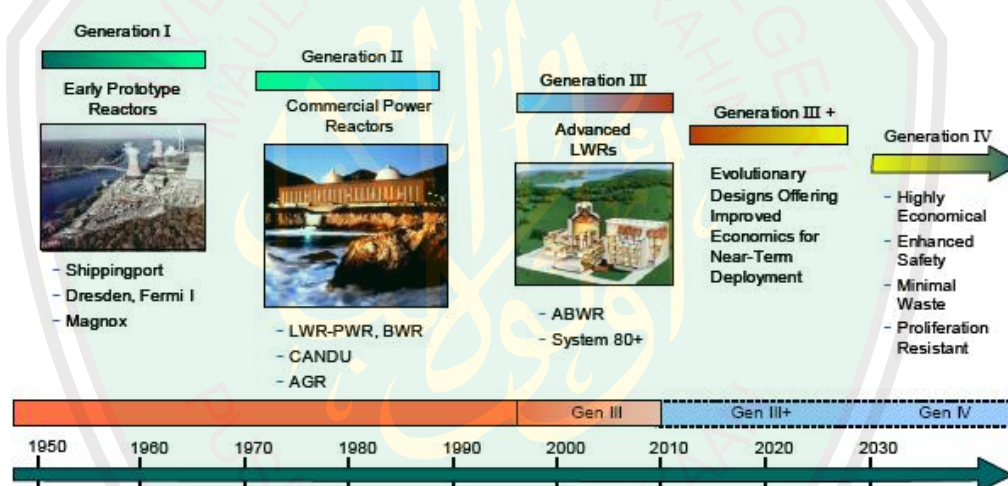 Generation I
Early Prototype
Reactors
- Shippingport
- Dresden, Fermi I
- Magnox
Generation II
Commercial Power
Reactors
- LWR-PWR, BWR
- CANDU
- AGR
Generation III
Advanced
LWRs
- ABWR
- System 80+
Generation III +
Evolutionary
Designs Offering
Improved
Economics for
Near-Term
Deployment
Generation IV
- Highly
Economical
- Enhanced
Safety
- Minimal
Waste
- Proliferation
Resistant
Gen III
Gen III+
Gen IV
1950
1960
1970
1980
1990
2000
2010
2020
2030